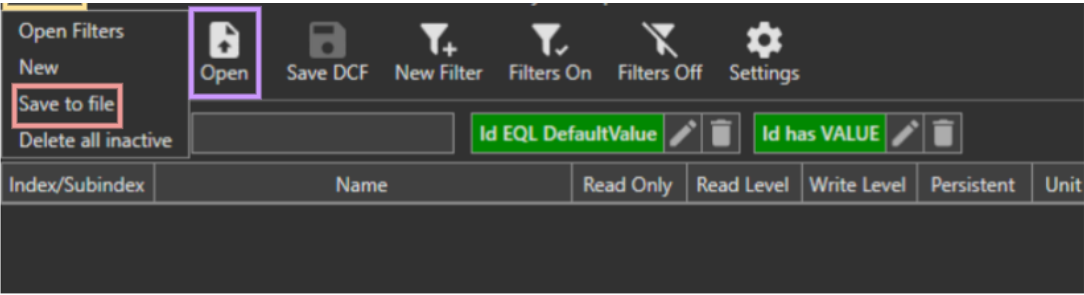 Open Filters
New
Save to file
Delete all inactive
Open Save DCF New Filter Filters On Filters Off Settings
Id EQL DefaultValue Id has VALUE
Index/Subindex Name Read Only Read Level Write Level Persistent Unit